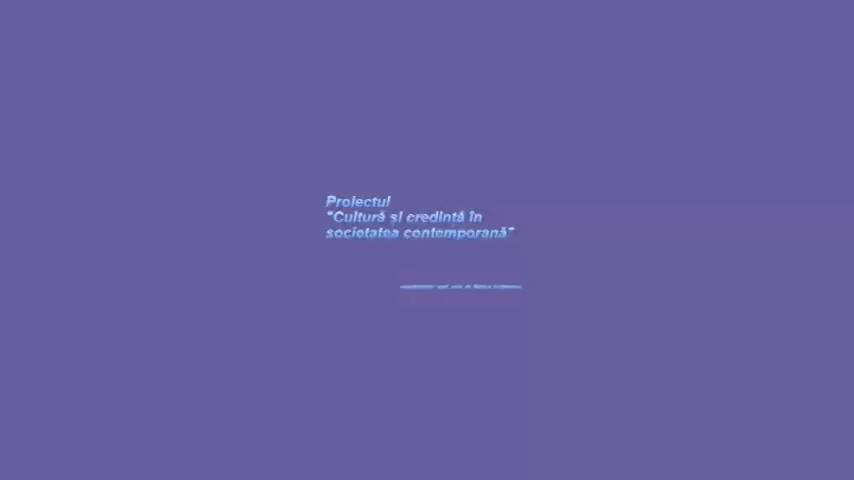 Proiectul
"Cultură și credință în
societatea contemporană"